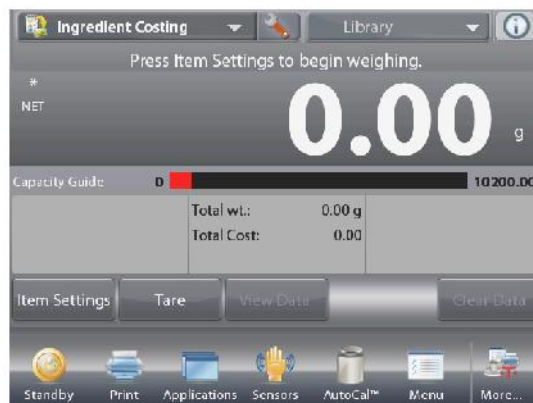 Ingredient Costing Library
Press Item Settings to begin weighing.
*
NET
0.00 g
Capacity Guide 0 10200.00
Total wt.: 0.00 g
Total Cost: 0.00
Item Settings Tare View Data Clear Data
Standby Print Applications Sensors AutoCal™ Menu More...